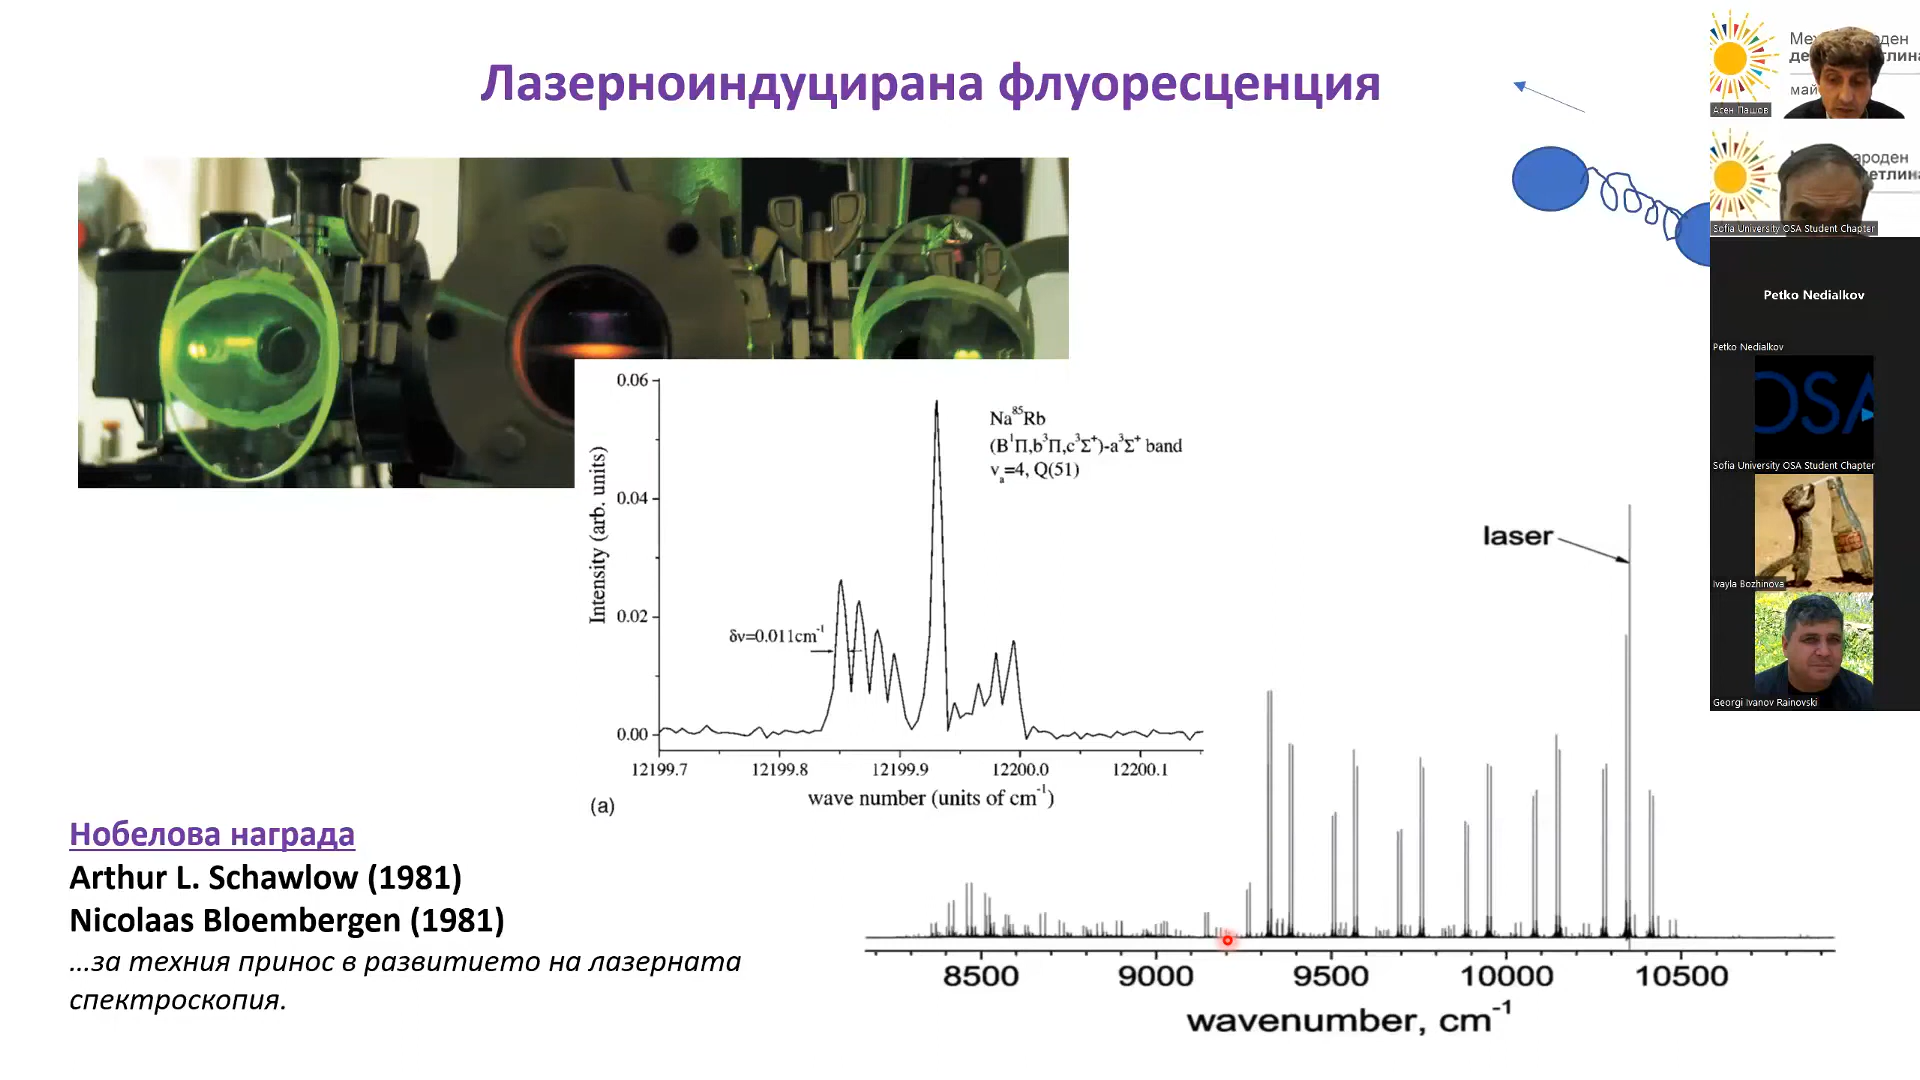 Лазерноиндуцирана флуоресценция
0.06
0.04
0.02
0.00
Intensity (arb. units)
Na⁸⁵Rb
(B¹Π,b³Π,c³Σ⁺)-a³Σ⁺ band
vₐ=4, Q(51)
δν=0.011cm⁻¹
12199.7 12199.8 12199.9 12200.0 12200.1
wave number (units of cm⁻¹)
(a)
laser
8500 9000 9500 10000 10500
wavenumber, cm⁻¹
Нобелова награда
Arthur L. Schawlow (1981)
Nicolaas Bloembergen (1981)
...за техния принос в развитието на лазерната
спектроскопия.
май
Асен Пашов
Sofia University OSA Student Chapter
Petko Nedialkov
Petko Nedialkov
OSA
Sofia University OSA Student Chapter
Ivayla Bozhinova
Georgi Ivanov Rainovski